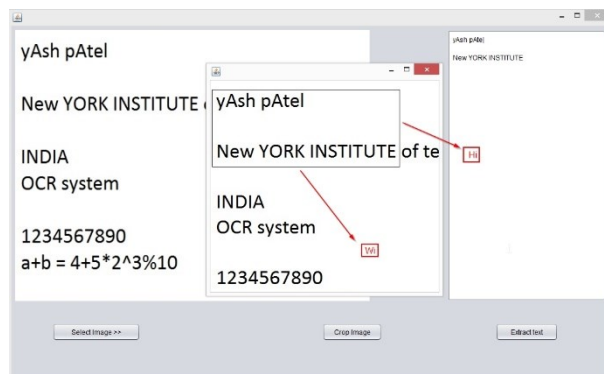 yAsh pAtel
New YORK INSTITUTE
INDIA
OCR system
1234567890
a+b = 4+5*2^3%10
yAsh pAtel
New YORK INSTITUTE of te
INDIA
OCR system
1234567890
Hi
Wi
yAsh pAte|
New YORK INSTITUTE
Select Image >>
Crop Image
Extract text